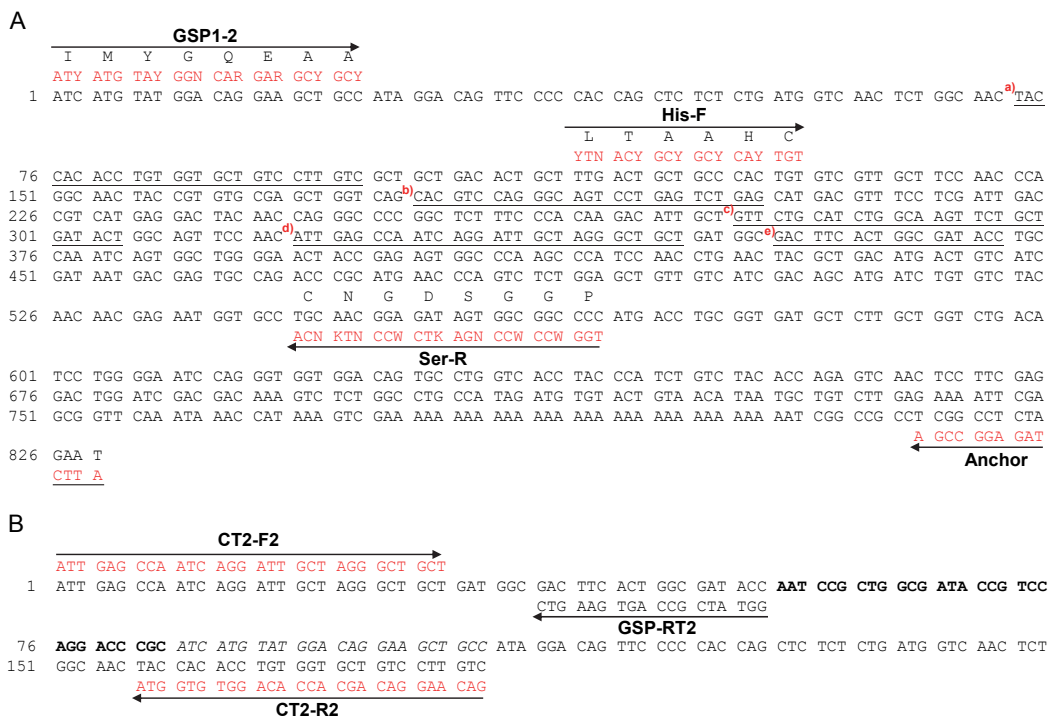 A
GSP1-2
I M Y G Q E A A
ATY ATG TAY GGN CAR GAR GCY GCY
1 ATC ATG TAT GGA CAG GAA GCT GCC ATA GGA CAG TTC CCC CAC CAG CTC TCT CTG ATG GTC AAC TCT GGC AAC a) TAC
His-F
L T A A H C
YTN ACY GCY GCY CAY TGT
76 CAC ACC TGT GGT GCT GTC CTT GTC GCT GCT GAC ACT GCT TTG ACT GCT GCC CAC TGT GTC GTT GCT TCC AAC CCA
151 GGC AAC TAC CGT GTG CGA GCT GGT CAG b) CAC GTC CAG GGC AGT CCT GAG TCT GAG CAT GAC GTT TCC TCG ATT GAC
226 CGT CAT GAG GAC TAC AAC CAG GGC CCC GGC TCT TTC CCA CAA GAC ATT GCT c) GTT CTG CAT CTG GCA AGT TCT GCT
301 GAT ACT GGC AGT TCC AAC d) ATT GAG CCA ATC AGG ATT GCT AGG GCT GCT GAT GGC e) GAC TTC ACT GGC GAT ACC TGC
376 CAA ATC AGT GGC TGG GGA ACT ACC GAG AGT GGC CCA AGC CCA TCC AAC CTG AAC TAC GCT GAC ATG ACT GTC ATC
451 GAT AAT GAC GAG TGC CAG ACC CGC ATG AAC CCA GTC TCT GGA GCT GTT GTC ATC GAC AGC ATG ATC TGT GTC TAC
C N G D S G G P
526 AAC AAC GAG AAT GGT GCC TGC AAC GGA GAT AGT GGC GGC CCC ATG ACC TGC GGT GAT GCT CTT GCT GGT CTG ACA
ACN KTN CCW CTK AGN CCW CCW GGT
Ser-R
601 TCC TGG GGA ATC CAG GGT GGT GGA CAG TGC CTG GTC ACC TAC CCA TCT GTC TAC ACC AGA GTC AAC TCC TTC GAG
676 GAC TGG ATC GAC GAC AAA GTC TCT GGC CTG CCA TAG ATG TGT ACT GTA ACA TAA TGC TGT CTT GAG AAA ATT CGA
751 GCG GTT CAA ATA AAC CAT AAA GTC GAA AAA AAA AAA AAA AAA AAA AAA AAA AAA AAT CGG CCG CCT CGG CCT CTA
A GCC GGA GAT
826 GAA T
Anchor
CTT A
B
CT2-F2
ATT GAG CCA ATC AGG ATT GCT AGG GCT GCT
1 ATT GAG CCA ATC AGG ATT GCT AGG GCT GCT GAT GGC GAC TTC ACT GGC GAT ACC AAT CCG CTG GCG ATA CCG TCC
CTG AAG TGA CCG CTA TGG
GSP-RT2
76 AGG ACC CGC ATC ATG TAT GGA CAG GAA GCT GCC ATA GGA CAG TTC CCC CAC CAG CTC TCT CTG ATG GTC AAC TCT
151 GGC AAC TAC CAC ACC TGT GGT GCT GTC CTT GTC
ATG GTG TGG ACA CCA CGA CAG GAA CAG
CT2-R2